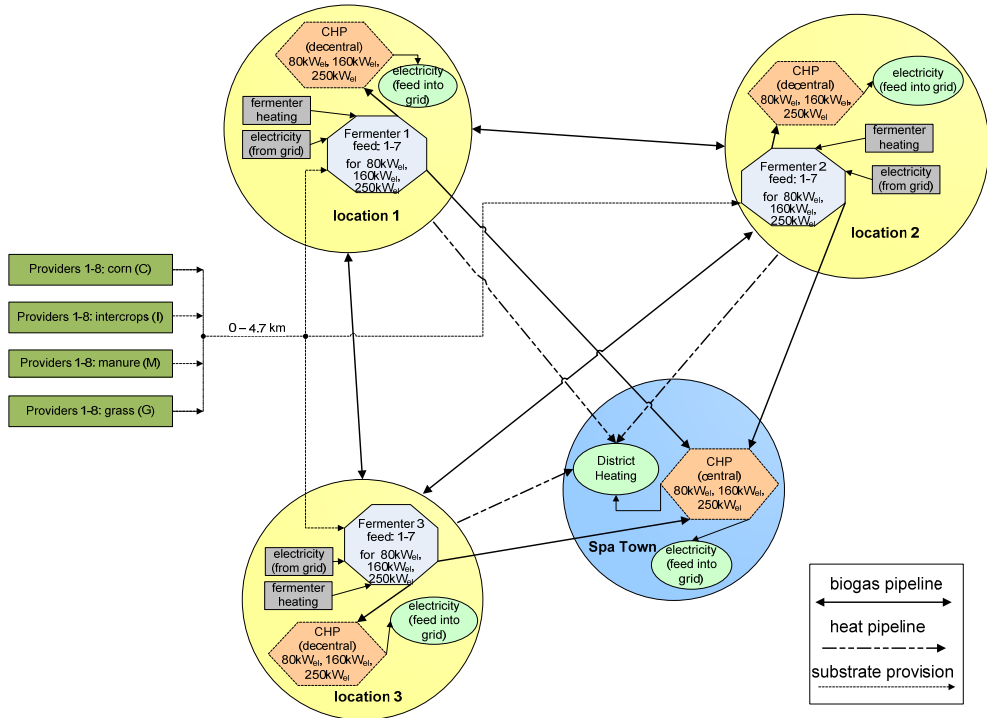 CHP
(decentral)
80kWel, 160kWel,
250kWel
electricity
(feed into
grid)
fermenter
heating
electricity
(from grid)
Fermenter 1
feed: 1-7
for 80kWel,
160kWel,
250kWel
location 1
CHP
(decentral)
80kWel, 160kWel,
250kWel
electricity
(feed into grid)
fermenter
heating
electricity
(from grid)
Fermenter 2
feed: 1-7
for 80kWel,
160kWel,
250kWel
location 2
Providers 1-8: corn (C)
Providers 1-8: intercrops (I)
Providers 1-8: manure (M)
Providers 1-8: grass (G)
0 – 4.7 km
District
Heating
CHP
(central)
80kWel, 160kWel,
250kWel
Spa Town
electricity
(feed into
grid)
Fermenter 3
feed: 1-7
for 80kWel,
160kWel,
250kWel
electricity
(from grid)
fermenter
heating
CHP
(decentral)
80kWel, 160kWel,
250kWel
electricity
(feed into
grid)
location 3
biogas pipeline
heat pipeline
substrate provision